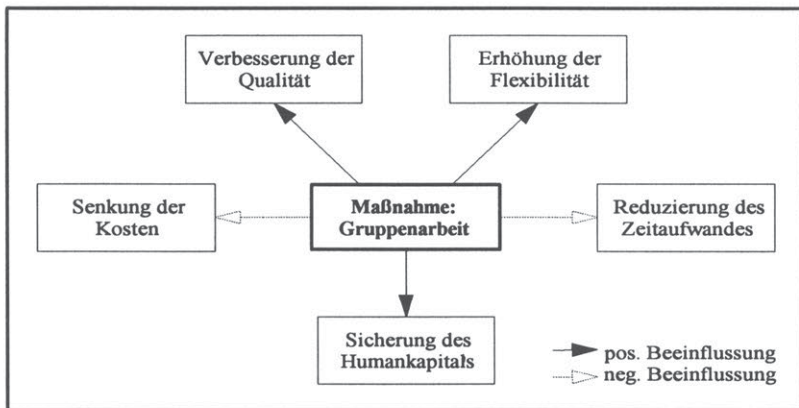 Verbesserung der
Qualität
Erhöhung der
Flexibilität
Senkung der
Kosten
Maßnahme:
Gruppenarbeit
Reduzierung des
Zeitaufwandes
Sicherung des
Humankapitals
pos. Beeinflussung
neg. Beeinflussung